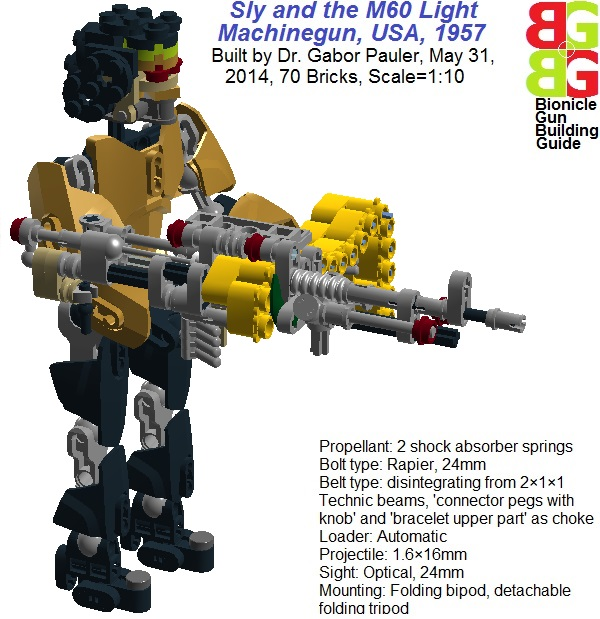 Sly and the M60 Light
Machinegun, USA, 1957
Built by Dr. Gabor Pauler, May 31,
2014, 70 Bricks, Scale=1:10
BG
BG
Bionicle
Gun
Building
Guide
Propellant: 2 shock absorber springs
Bolt type: Rapier, 24mm
Belt type: disintegrating from 2×1×1
Technic beams, 'connector pegs with
knob' and 'bracelet upper part' as choke
Loader: Automatic
Projectile: 1.6×16mm
Sight: Optical, 24mm
Mounting: Folding bipod, detachable
folding tripod